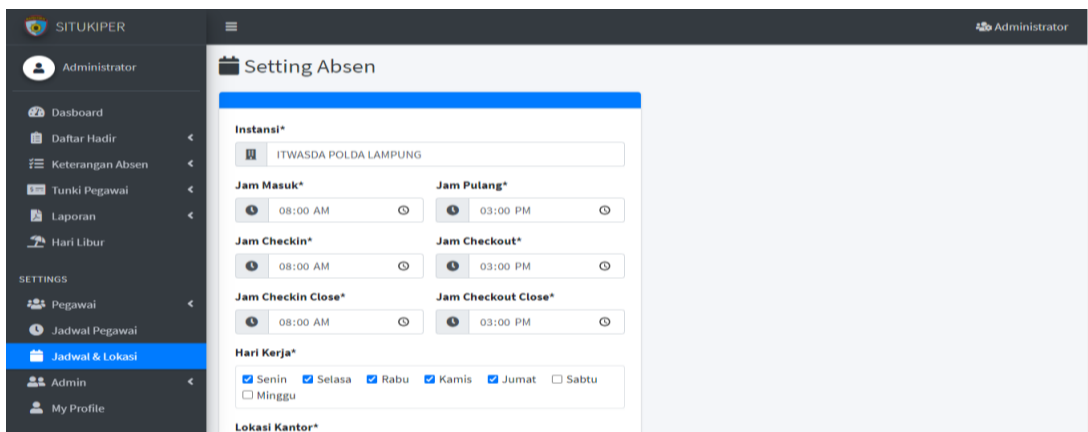 SITUKIPER
Administrator
Administrator
Dasboard
Daftar Hadir
Keterangan Absen
Tunki Pegawai
Laporan
Hari Libur
SETTINGS
Pegawai
Jadwal Pegawai
Jadwal & Lokasi
Admin
My Profile
Setting Absen
Instansi*
ITWASDA POLDA LAMPUNG
Jam Masuk* Jam Pulang*
08:00 AM 03:00 PM
Jam Checkin* Jam Checkout*
08:00 AM 03:00 PM
Jam Checkin Close* Jam Checkout Close*
08:00 AM 03:00 PM
Hari Kerja*
Senin Selasa Rabu Kamis Jumat Sabtu
Minggu
Lokasi Kantor*